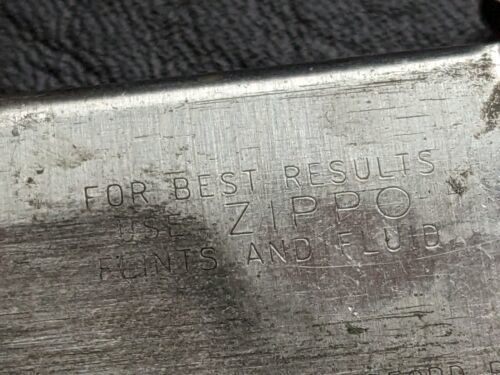 FOR BEST RESULTS
USE ZIPPO
FLINTS AND FLUID